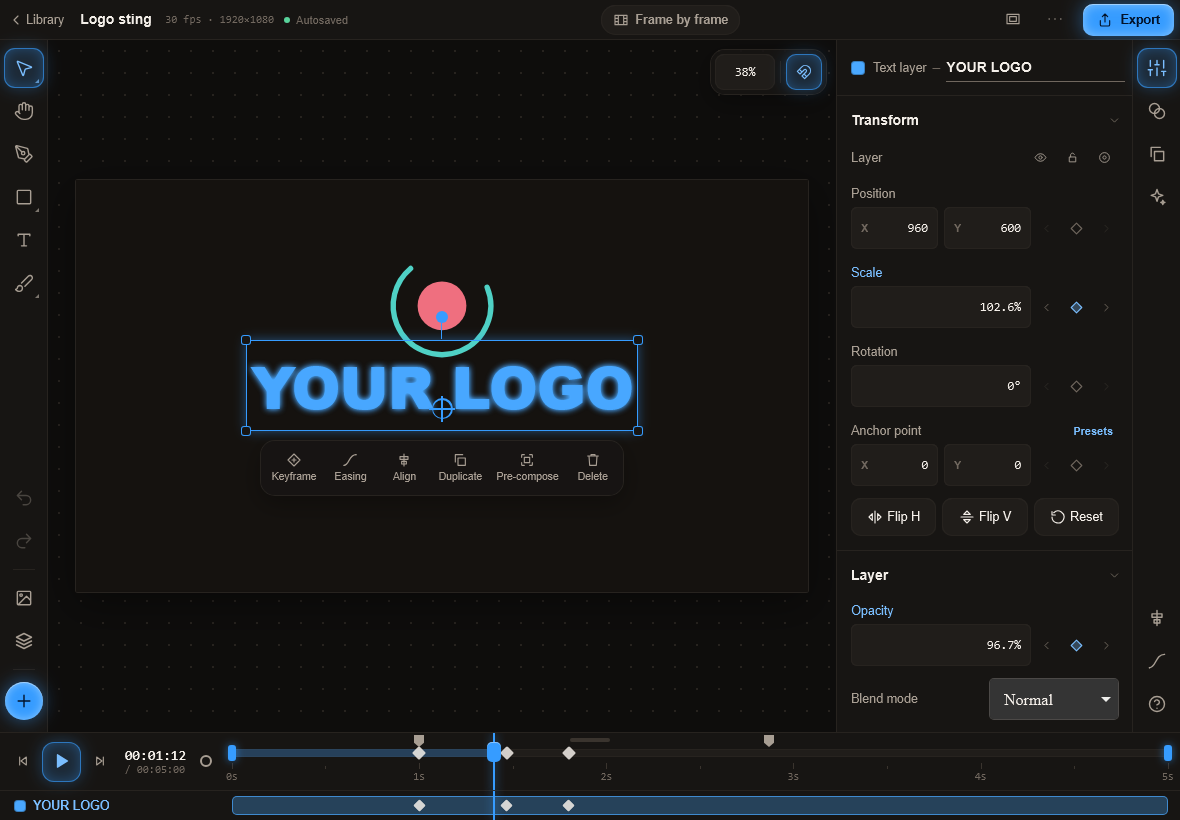 Library
Logo sting
30 fps · 1920×1080
Autosaved
Frame by frame
Export
38%
Text layer — YOUR LOGO
Transform
Layer
Position
X 960
Y 600
Scale
102.6%
Rotation
0°
Anchor point
Presets
X 0
Y 0
Flip H
Flip V
Reset
Layer
Opacity
96.7%
Blend mode
Normal
YOUR LOGO
Keyframe
Easing
Align
Duplicate
Pre-compose
Delete
00:01:12
/ 00:05:00
0s 1s 2s 3s 4s 5s
YOUR LOGO